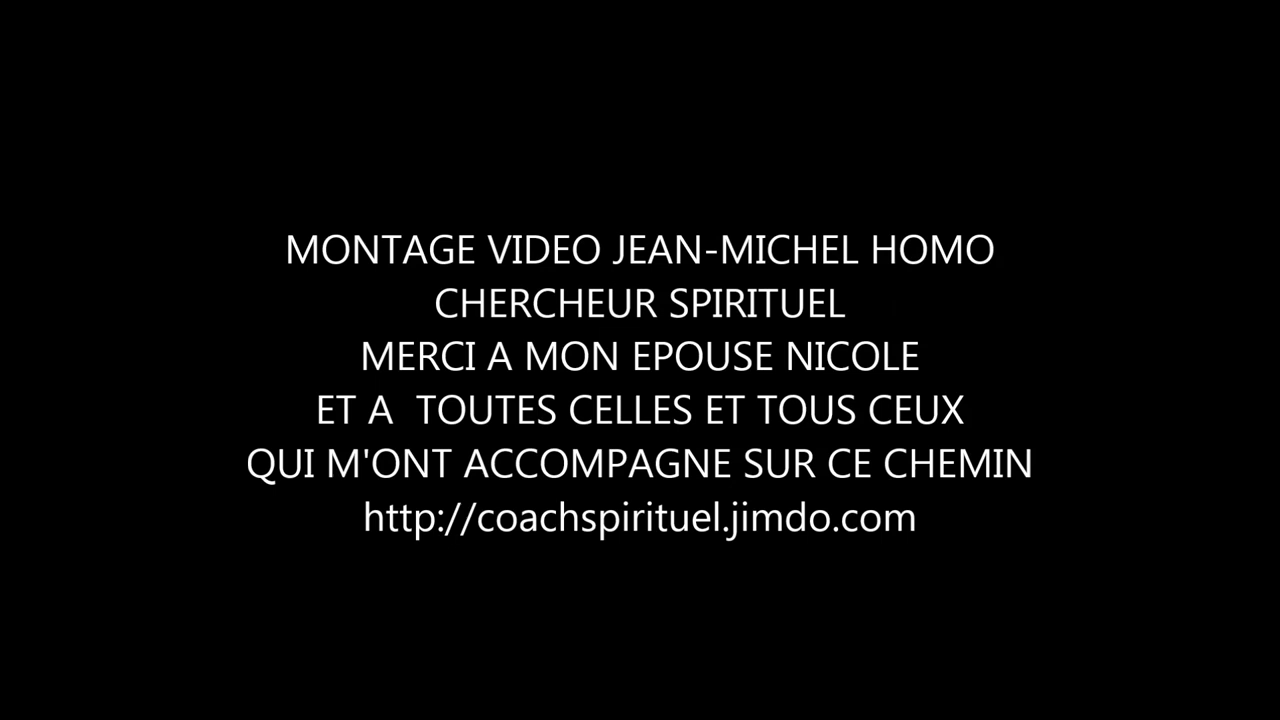 MONTAGE VIDEO JEAN-MICHEL HOMO
CHERCHEUR SPIRITUEL
MERCI A MON EPOUSE NICOLE
ET A  TOUTES CELLES ET TOUS CEUX
QUI M'ONT ACCOMPAGNE SUR CE CHEMIN
http://coachspirituel.jimdo.com